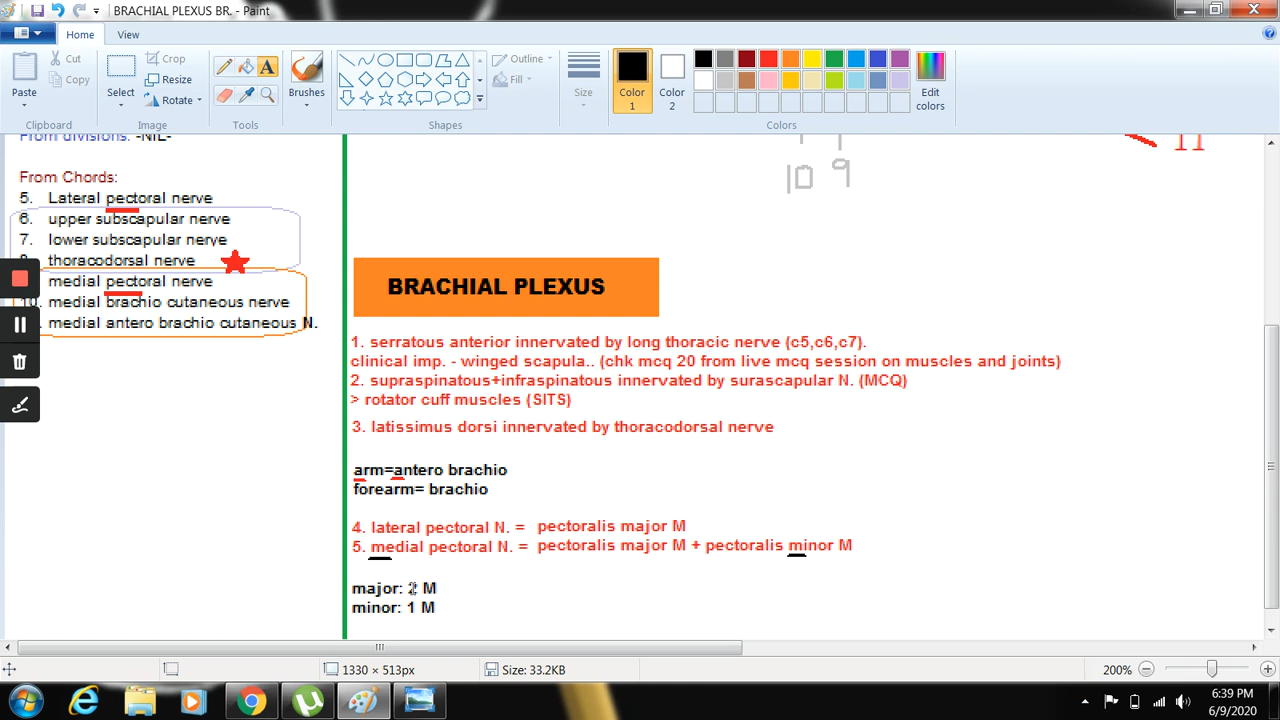 BRACHIAL PLEXUS BR. - Paint
Home View
Cut
Copy
Paste
Clipboard
Crop
Resize
Rotate
Select
Image
Tools
A
Brushes
Outline
Fill
Shapes
Size
Color 1
Color 2
Edit colors
Colors
From divisions: -NIL-
From Chords:
5. Lateral pectoral nerve
6. upper subscapular nerve
7. lower subscapular nerve
thoracodorsal nerve
medial pectoral nerve
10. medial brachio cutaneous nerve
medial antero brachio cutaneous N.
11
10 9
BRACHIAL PLEXUS
1. serratous anterior innervated by long thoracic nerve (c5,c6,c7).
clinical imp. - winged scapula.. (chk mcq 20 from live mcq session on muscles and joints)
2. supraspinatous+infraspinatous innervated by surascapular N. (MCQ)
> rotator cuff muscles (SITS)
3. latissimus dorsi innervated by thoracodorsal nerve
arm=antero brachio
forearm= brachio
4. lateral pectoral N. = pectoralis major M
5. medial pectoral N. = pectoralis major M + pectoralis minor M
major: 2 M
minor: 1 M
1330 × 513px
Size: 33.2KB
200%
6:39 PM
6/9/2020